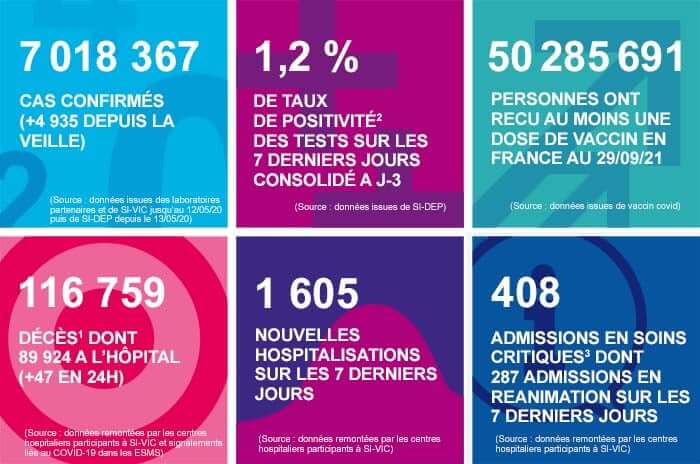 7 018 367
CAS CONFIRMÉS
(+4 935 DEPUIS LA
VEILLE)
(Source : données issues des laboratoires
partenaires et de SI-VIC jusqu'au 12/05/20
puis de SI-DEP depuis le 13/05/20)
1,2 %
DE TAUX
DE POSITIVITÉ²
DES TESTS SUR LES
7 DERNIERS JOURS
CONSOLIDÉ A J-3
(Source : données issues de SI-DEP)
50 285 691
PERSONNES ONT
RECU AU MOINS UNE
DOSE DE VACCIN EN
FRANCE AU 29/09/21
(Source : données issues de vaccin covid)
116 759
DÉCÈS¹ DONT
89 924 A L'HÔPITAL
(+47 EN 24H)
(Source : données remontées par les centres
hospitaliers participants à SI-VIC et signalements
liés au COVID-19 dans les ESMS)
1 605
NOUVELLES
HOSPITALISATIONS
SUR LES 7 DERNIERS
JOURS
(Source : données remontées par les centres
hospitaliers participants à SI-VIC)
408
ADMISSIONS EN SOINS
CRITIQUES³ DONT
287 ADMISSIONS EN
REANIMATION SUR LES
7 DERNIERS JOURS
(Source : données remontées par les centres
hospitaliers participants à SI-VIC)